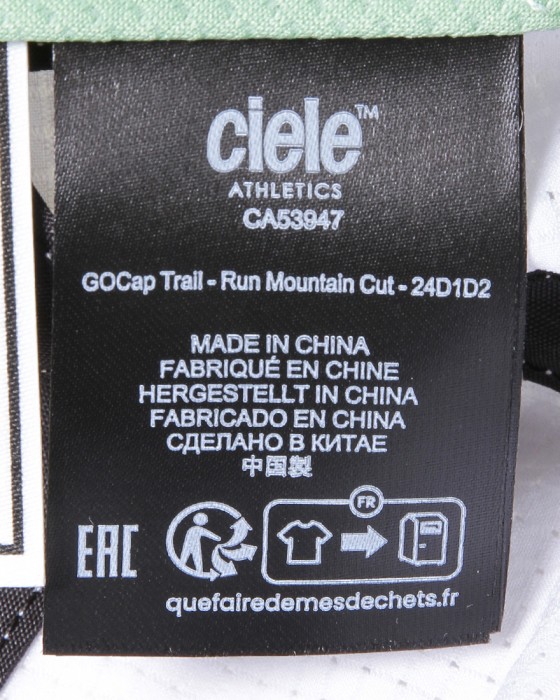 ciele™
ATHLETICS
CA53947
GOCap Trail - Run Mountain Cut - 24D1D2
MADE IN CHINA
FABRIQUÉ EN CHINE
HERGESTELLT IN CHINA
FABRICADO EN CHINA
СДЕЛАНО В КИТАЕ
中国製
EAC
FR
quefairedemesdechets.fr